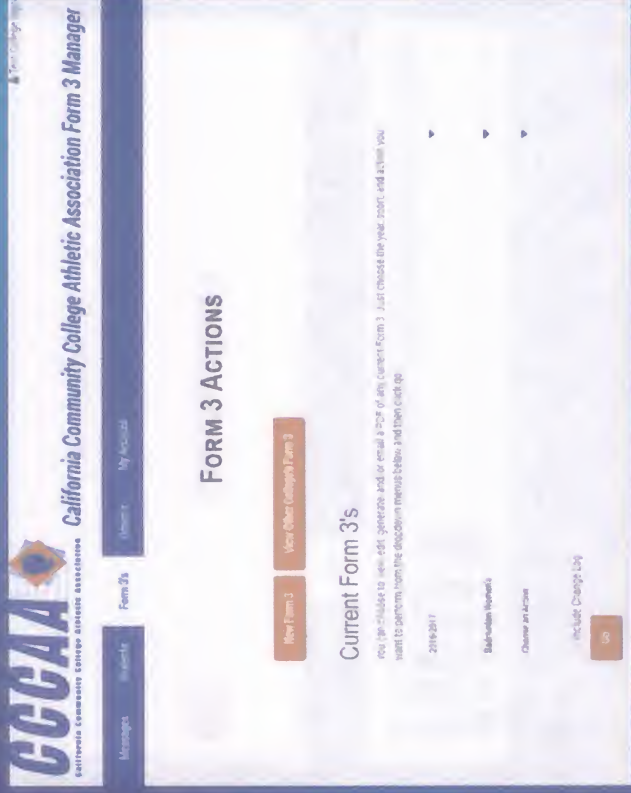 Test College
CCCAA
California Community College Athletic Association
California Community College Athletic Association Form 3 Manager
Messages
Students
Form 3's
My Account
FORM 3 ACTIONS
New Form 3
View Other College's Form 3
Current Form 3's
You can choose to view, edit, generate and/or email a PDF of any current Form 3. Just choose the year, sport, and action you
want to perform from the dropdown menus below, and then click go
2016-2017
Badminton Women's
Choose an Action
Include Change Log
Go